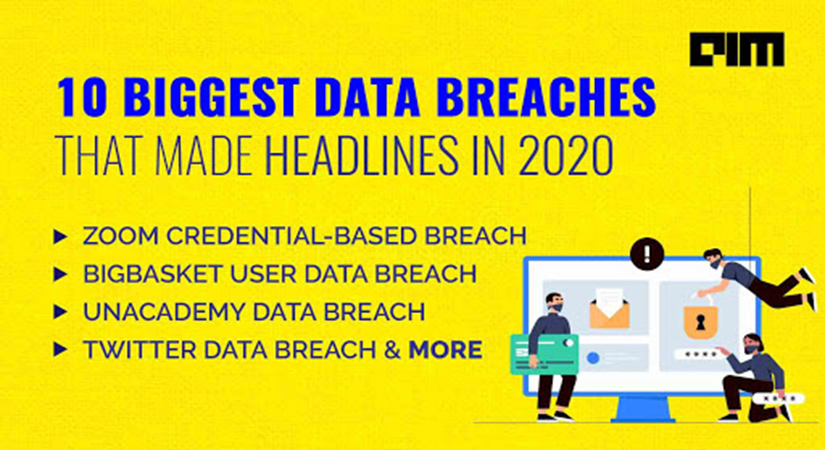 AIM
10 BIGGEST DATA BREACHES
THAT MADE HEADLINES IN 2020
▶ ZOOM CREDENTIAL-BASED BREACH
▶ BIGBASKET USER DATA BREACH
▶ UNACADEMY DATA BREACH
▶ TWITTER DATA BREACH & MORE
!
****
****